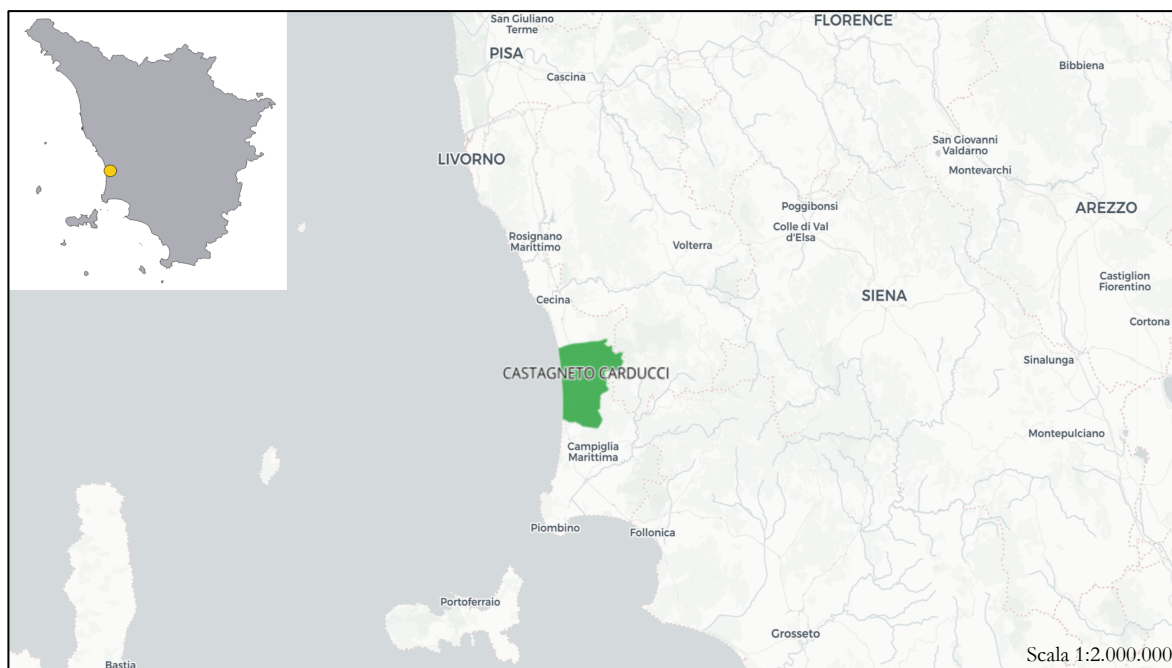 San Giuliano
Terme
FLORENCE
PISA
Cascina
Bibbiena
San Giovanni
Valdarno
LIVORNO
Montevarchi
Poggibonsi
AREZZO
Colle di Val
d'Elsa
Rosignano
Marittimo
Volterra
Castiglion
Fiorentino
Cecina
SIENA
Cortona
Sinalunga
CASTAGNETO CARDUCCI
Montepulciano
Campiglia
Marittima
Piombino
Follonica
Portoferraio
Grosseto
Scala 1:2.000.000
Bastia